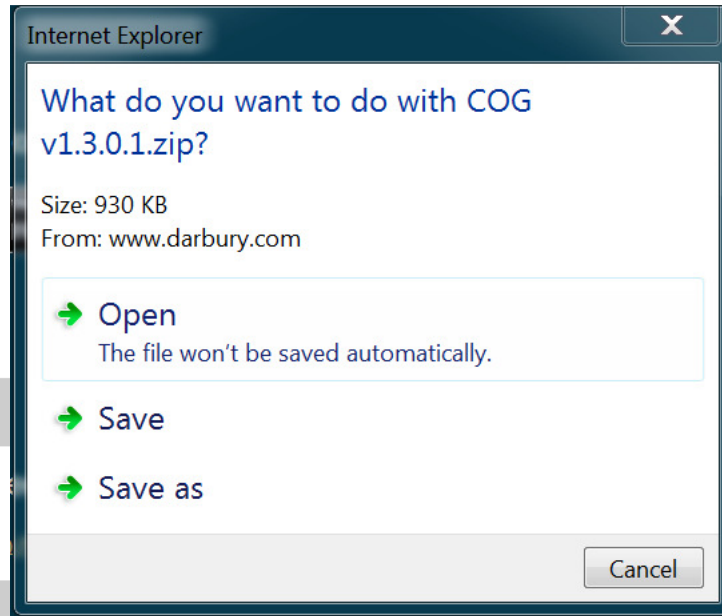 Internet Explorer
X
What do you want to do with COG
v1.3.0.1.zip?
Size: 930 KB
From: www.darbury.com
Open
The file won't be saved automatically.
Save
Save as
Cancel